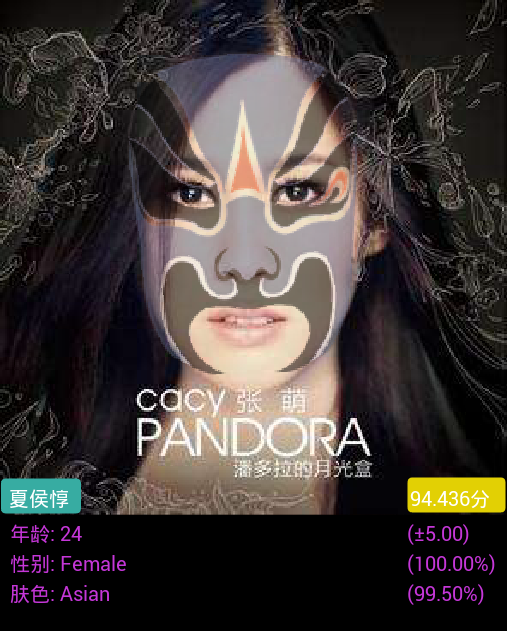 cacy 张 萌
PANDORA
潘多拉的月光盒
夏侯惇 94.436分
年龄: 24 (±5.00)
性别: Female (100.00%)
肤色: Asian (99.50%)